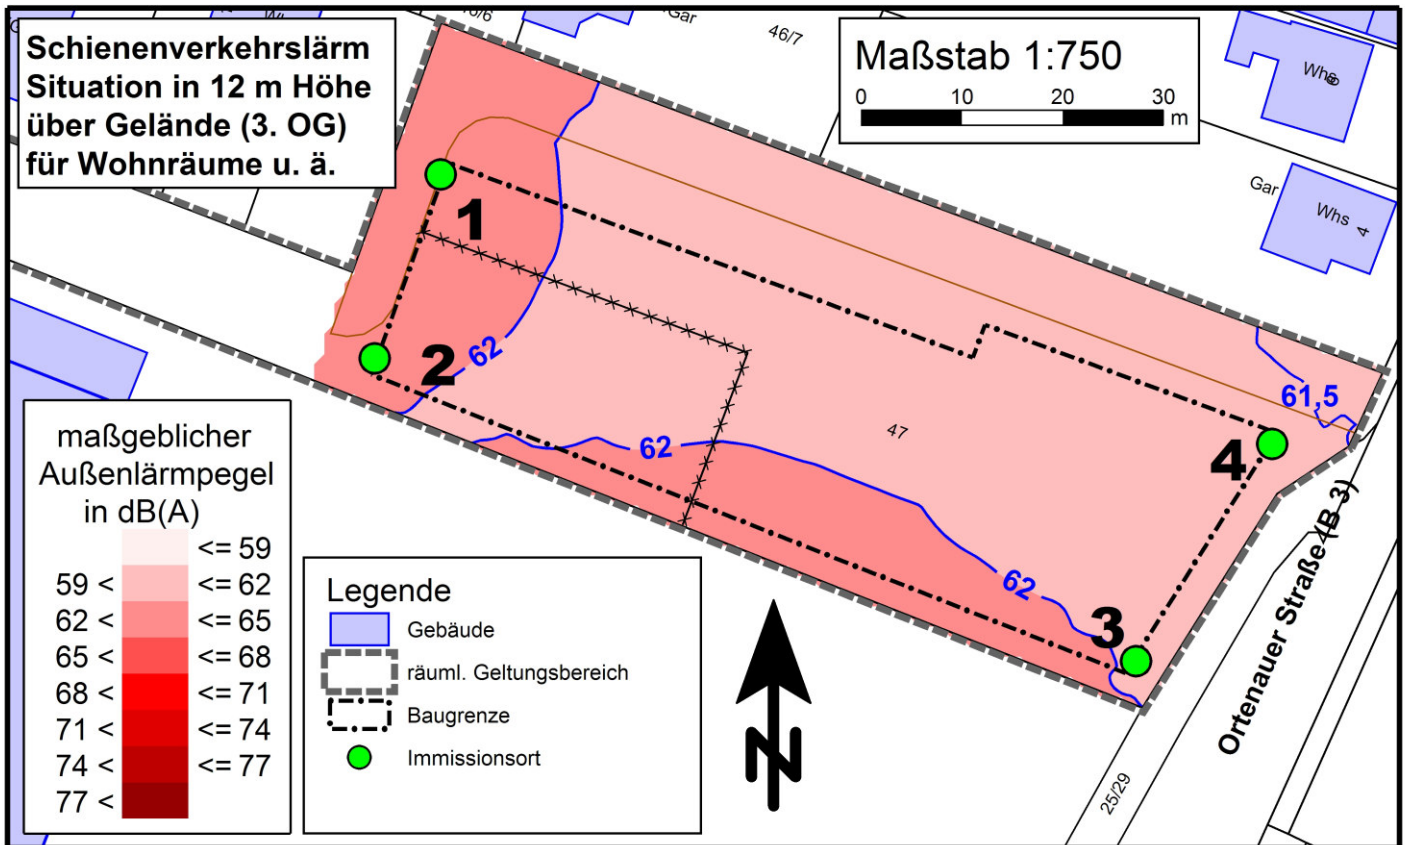 Schienenverkehrslärm
Situation in 12 m Höhe
über Gelände (3. OG)
für Wohnräume u. ä.
Gar
46/7
Maßstab 1:750
0 10 20 30
m
Whs
Gar
Whs 4
1
2
62
62
47
61,5
4
62
3
Ortenauer Straße (B 3)
25/29
maßgeblicher
Außenlärmpegel
in dB(A)
<= 59
59 < <= 62
62 < <= 65
65 < <= 68
68 < <= 71
71 < <= 74
74 < <= 77
77 <
Legende
Gebäude
räuml. Geltungsbereich
Baugrenze
Immissionsort
N